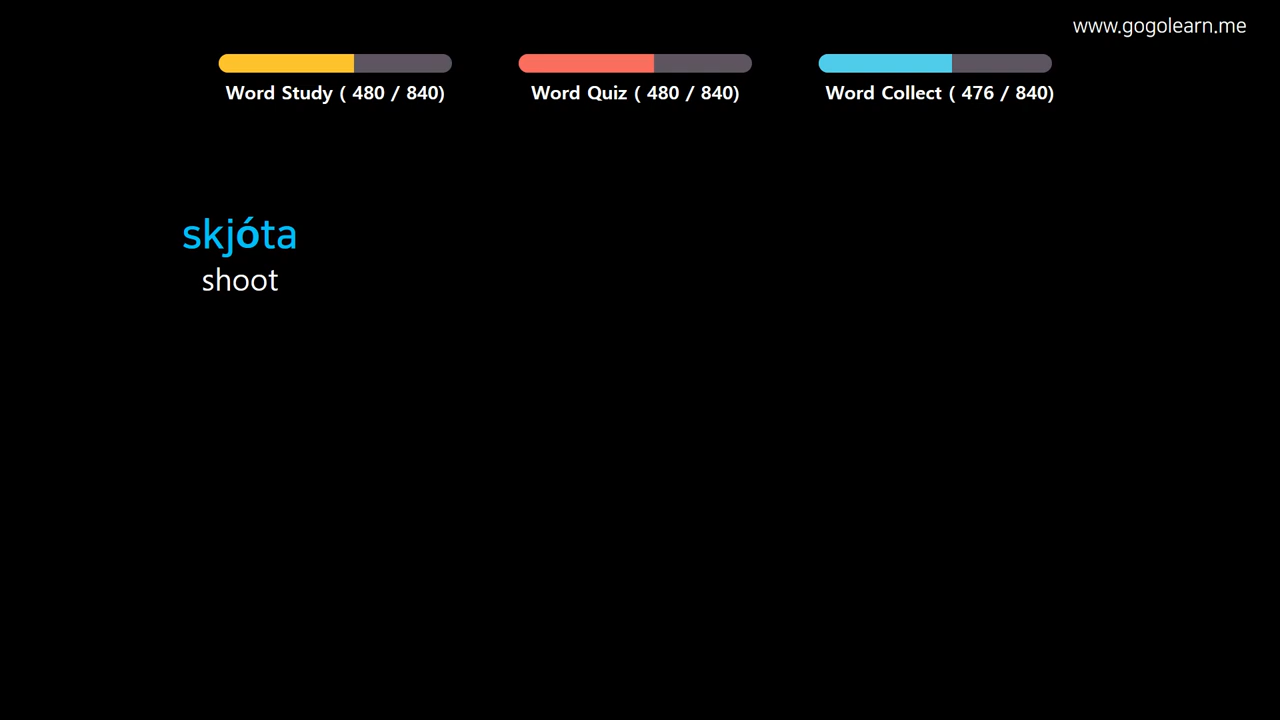 www.gogolearn.me
Word Study ( 480 / 840)
Word Quiz ( 480 / 840)
Word Collect ( 476 / 840)
skjóta
shoot